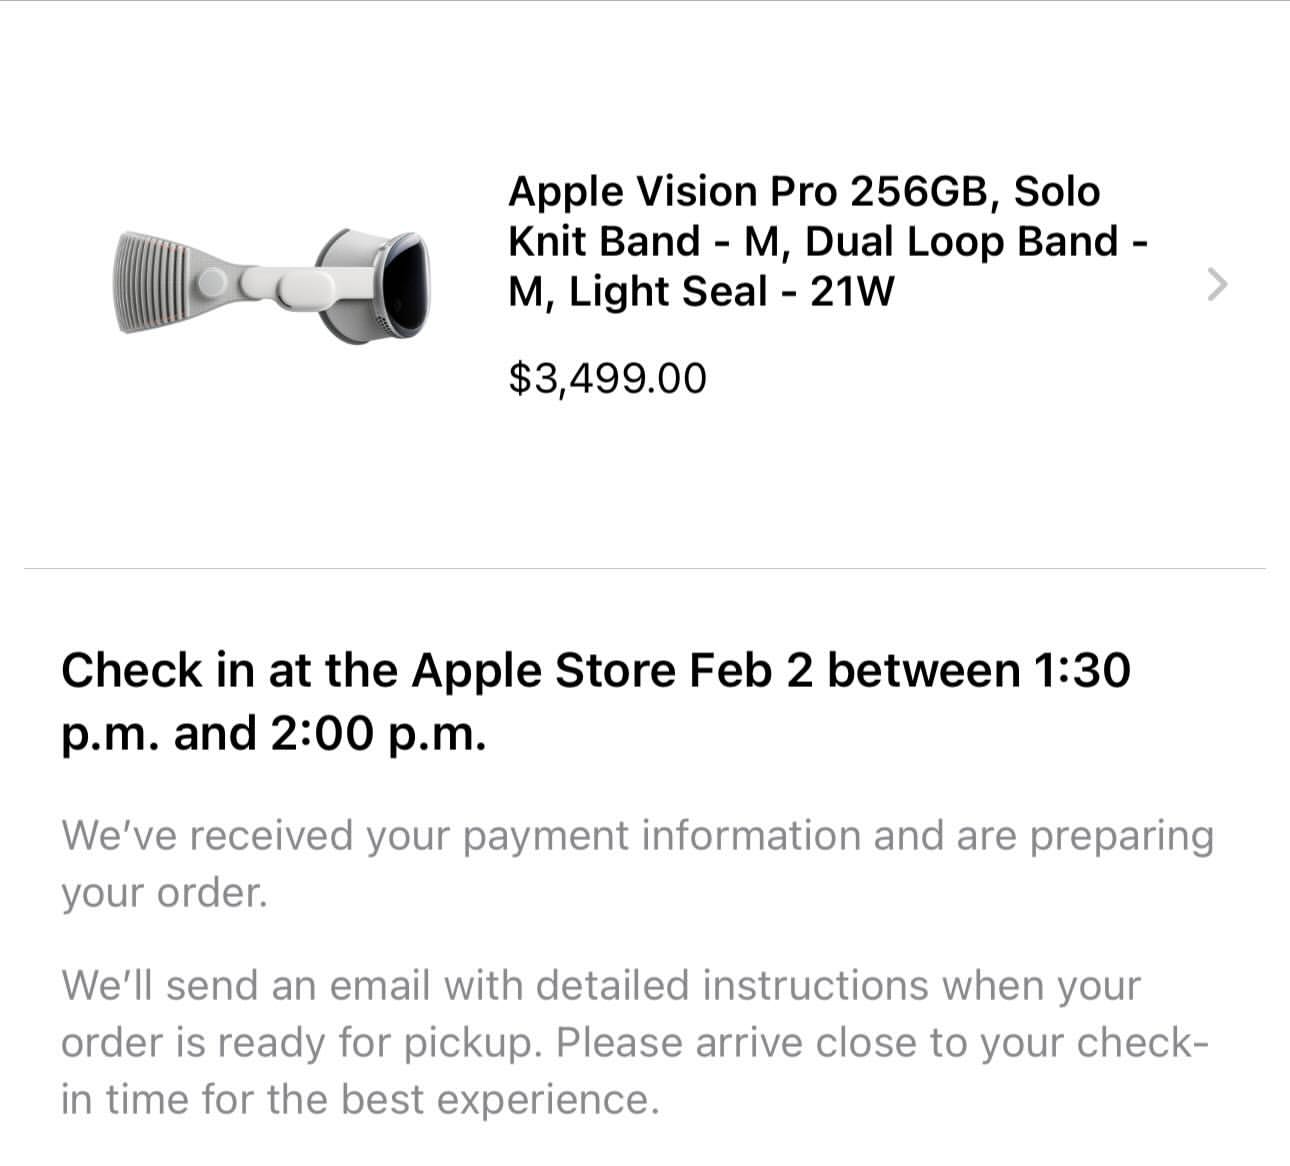 Apple Vision Pro 256GB, Solo
Knit Band - M, Dual Loop Band -
M, Light Seal - 21W
$3,499.00
Check in at the Apple Store Feb 2 between 1:30
p.m. and 2:00 p.m.
We’ve received your payment information and are preparing
your order.
We’ll send an email with detailed instructions when your
order is ready for pickup. Please arrive close to your check-
in time for the best experience.